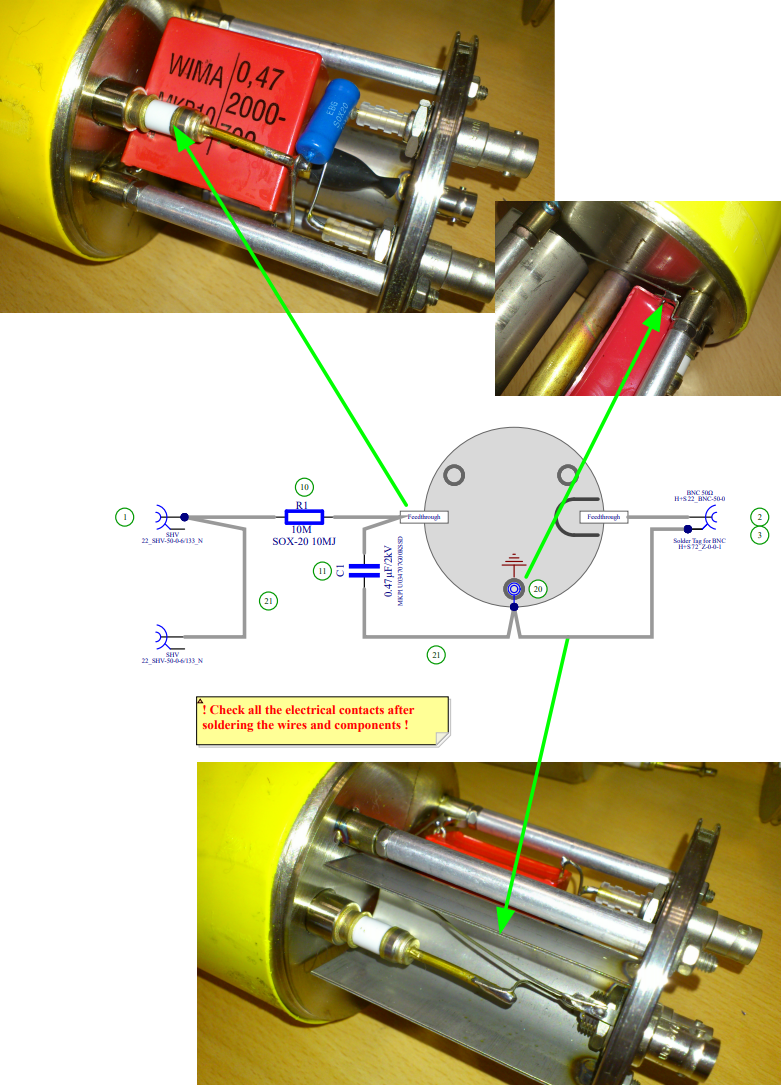 WIMA 0,47
MKP10 2000-
700
EBG
SOX20
10
R1
10M
SOX-20 10MJ
1
SHV
22_SHV-50-0-6/133_N
Feedthrough
Feedthrough
BNC 50Ω
H+S 22_BNC-50-0
2
3
Solder Tag for BNC
H+S 72_Z-0-0-1
11
C1
0.47µF/2kV
20
21
SHV
22_SHV-50-0-6/133_N
21
! Check all the electrical contacts after
soldering the wires and components !